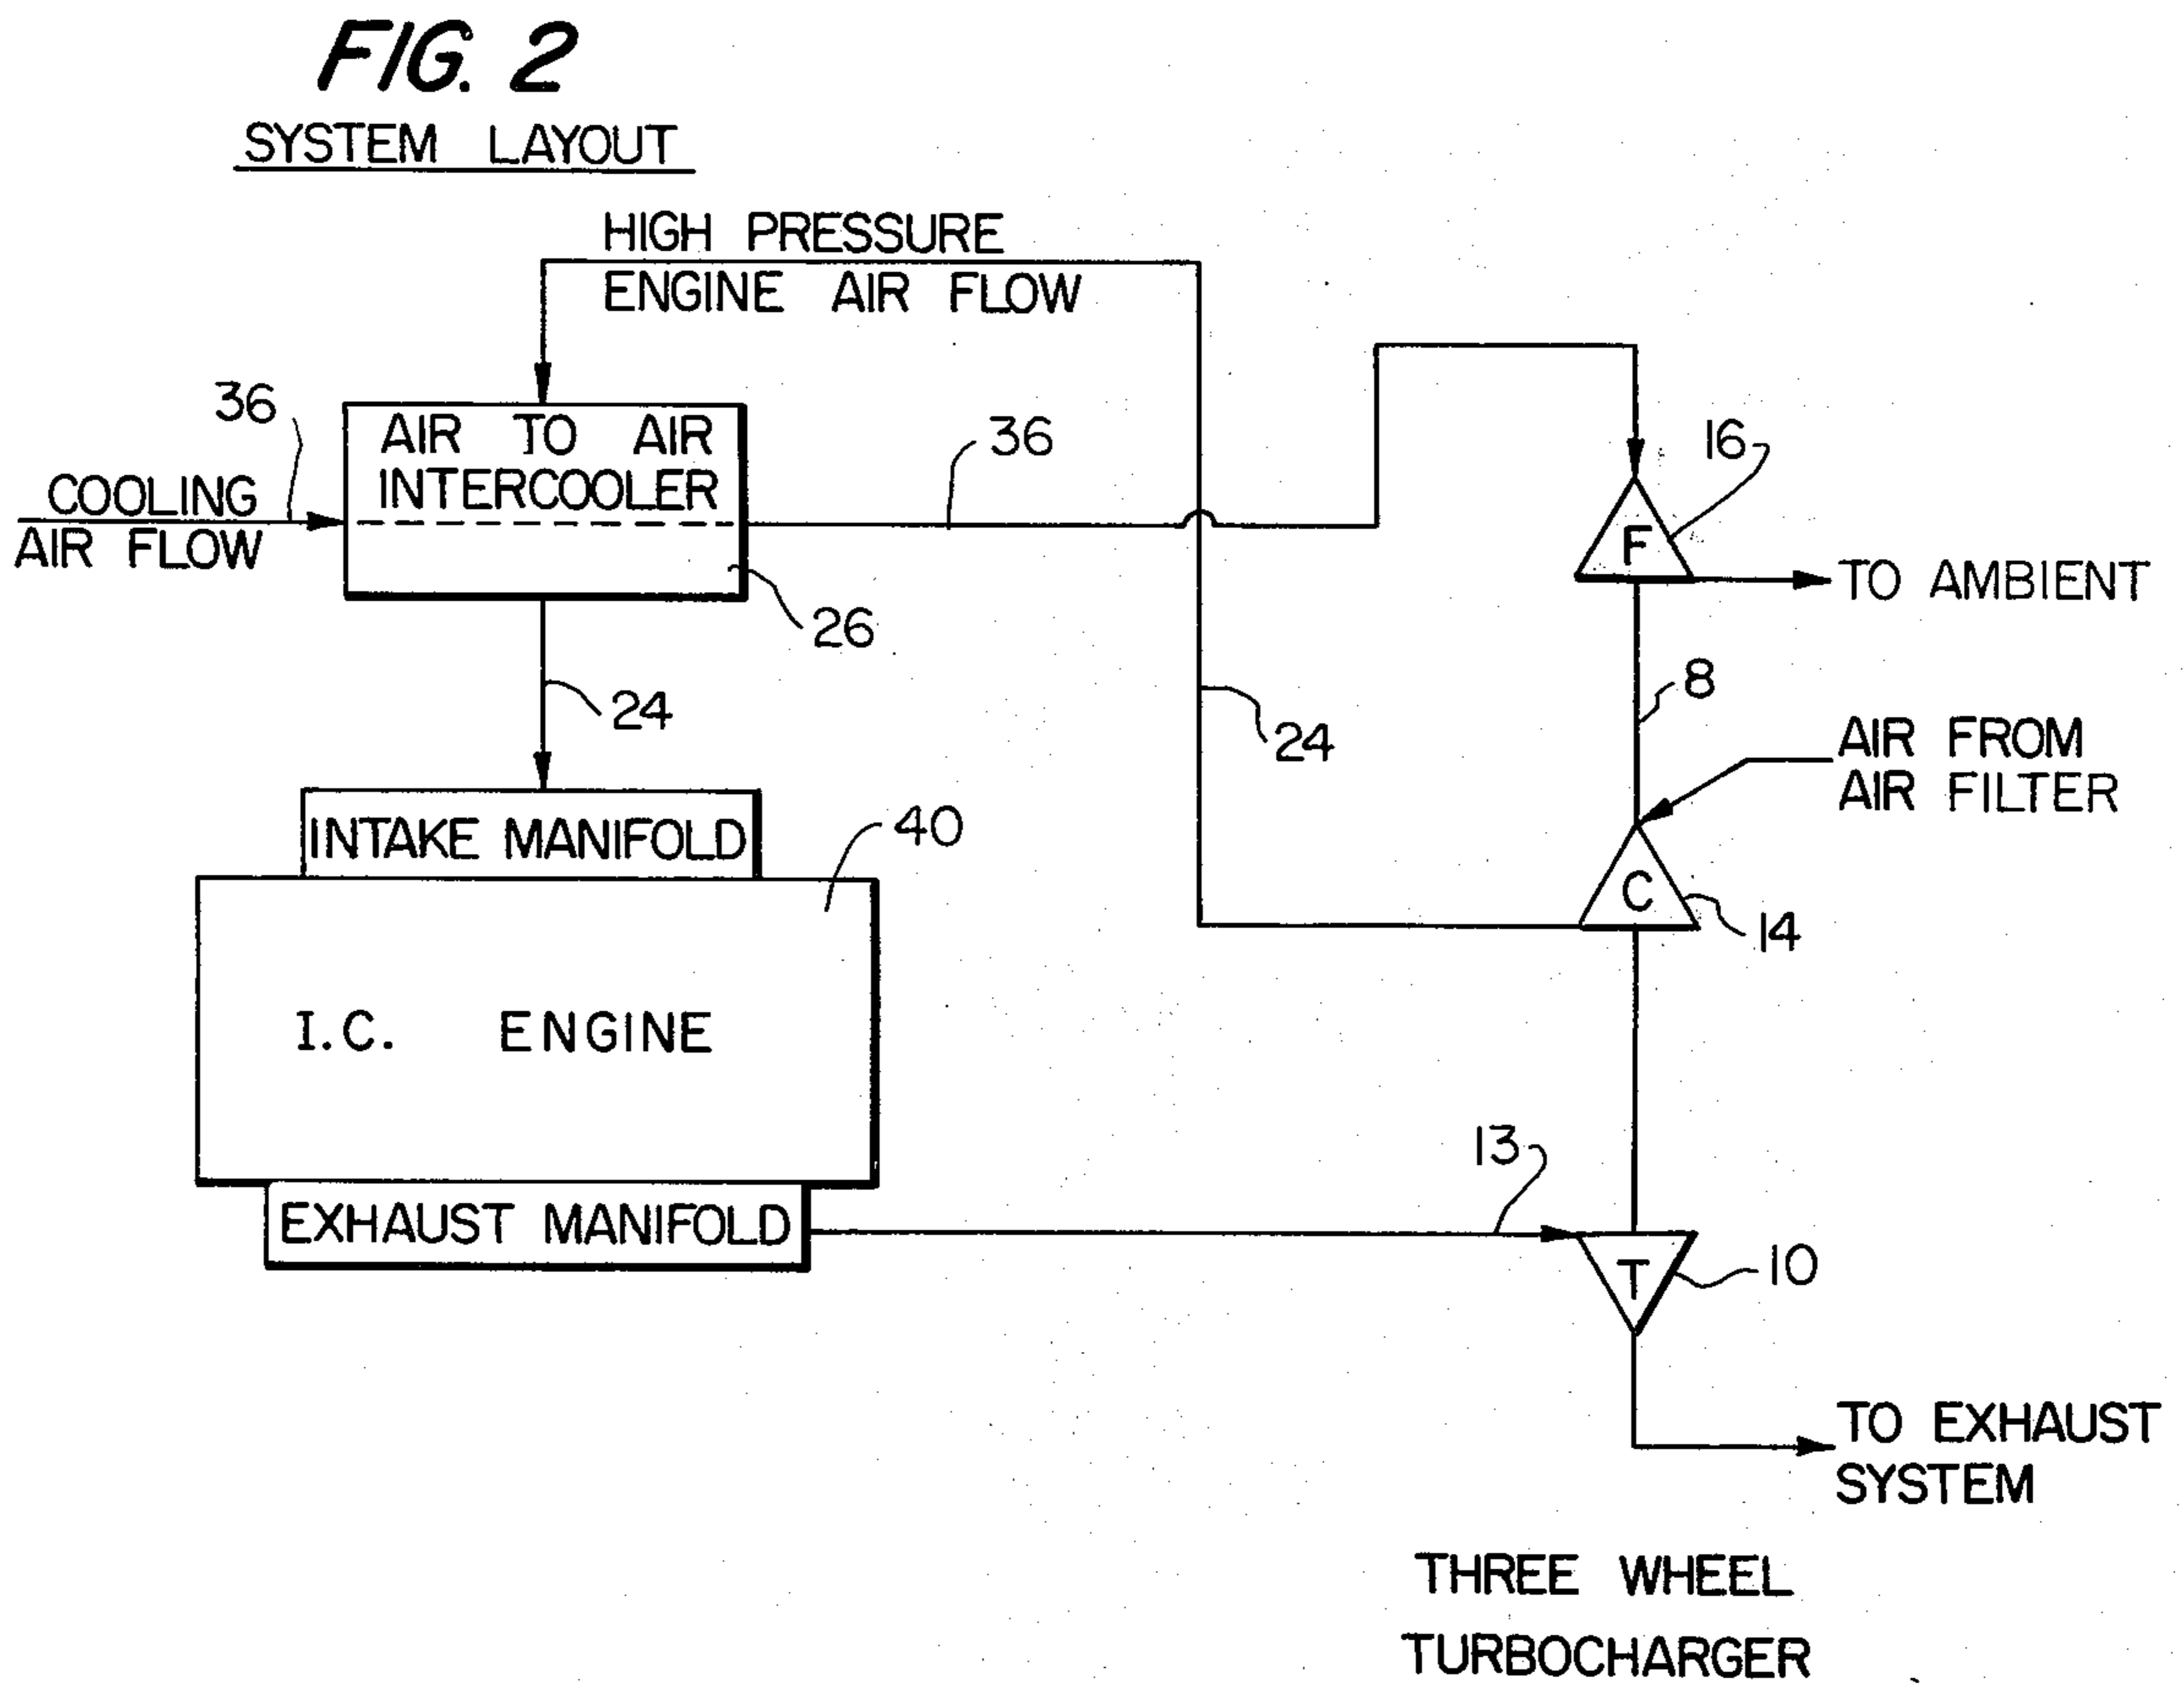 FIG. 2
SYSTEM LAYOUT
HIGH PRESSURE
ENGINE AIR FLOW
36
COOLING
AIR FLOW
AIR TO AIR
INTERCOOLER
36
16
F
TO AMBIENT
26
24
24
8
AIR FROM
AIR FILTER
INTAKE MANIFOLD
40
C
14
I.C. ENGINE
13
EXHAUST MANIFOLD
T
10
TO EXHAUST
SYSTEM
THREE WHEEL
TURBOCHARGER